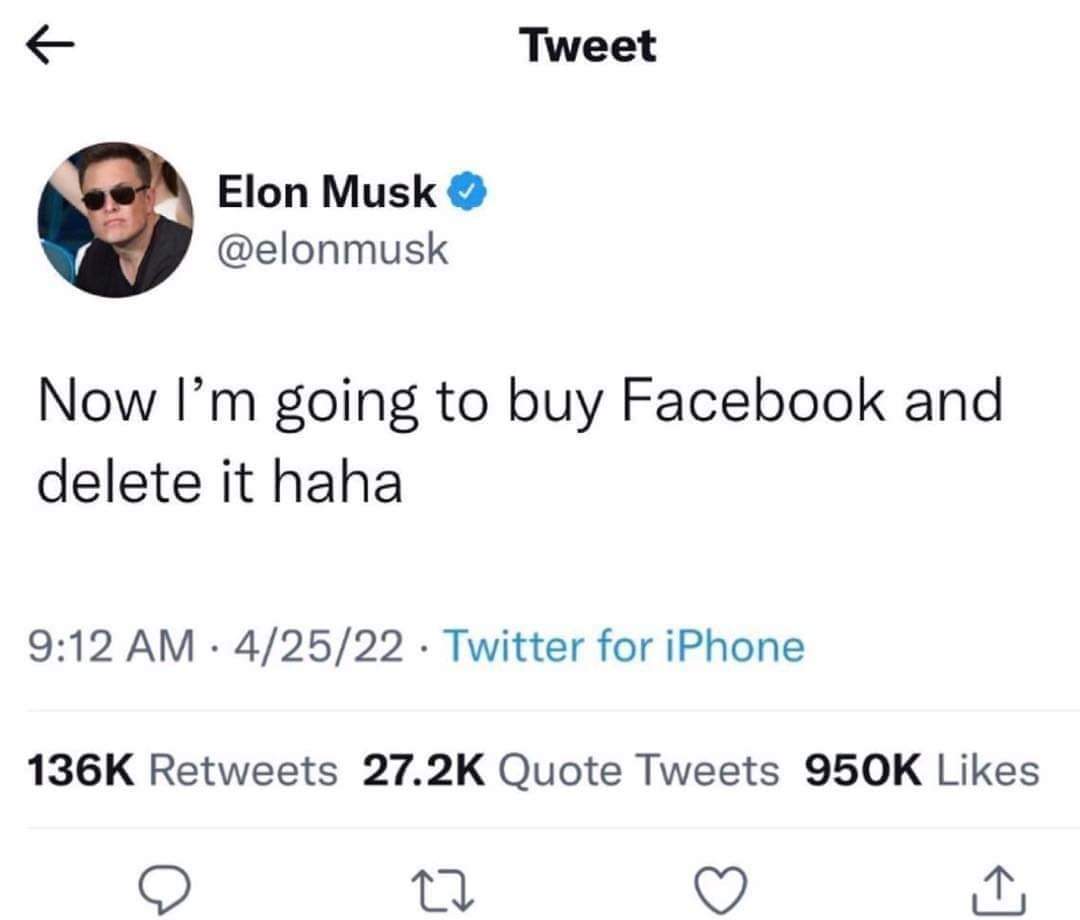 Tweet
Elon Musk
@elonmusk
Now I’m going to buy Facebook and
delete it haha
9:12 AM · 4/25/22 · Twitter for iPhone
136K Retweets 27.2K Quote Tweets 950K Likes